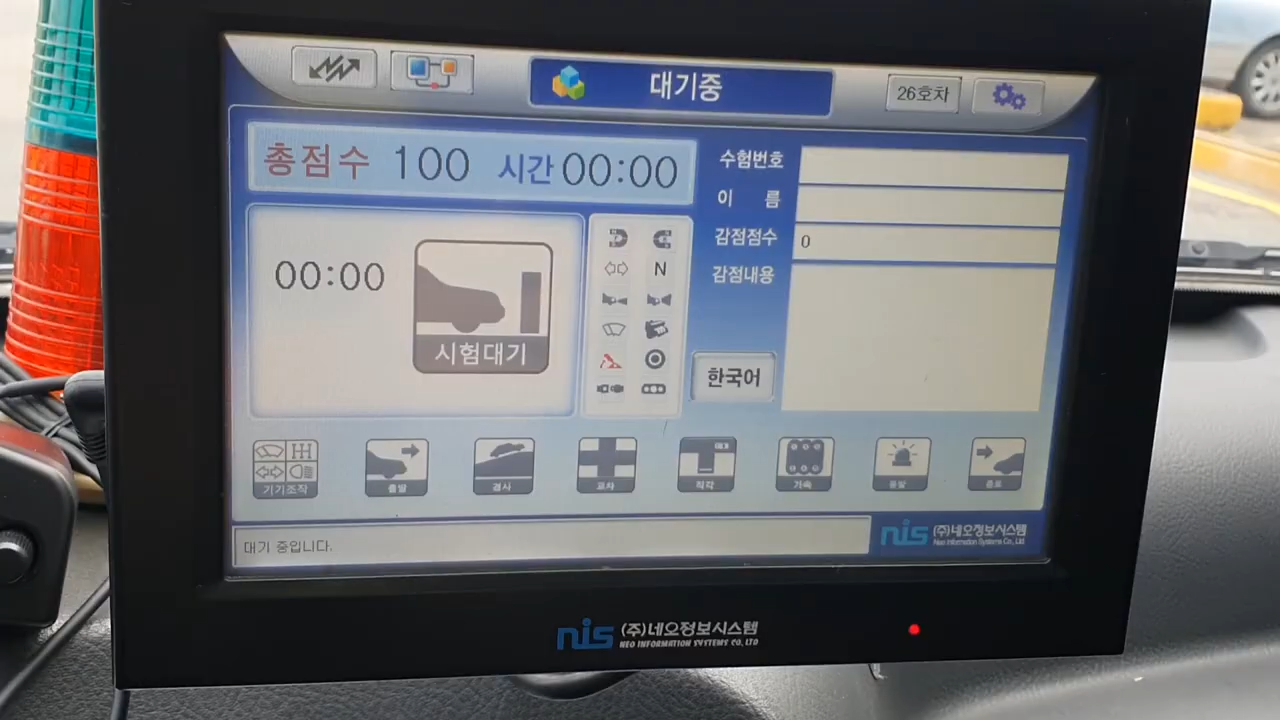 대기중
26호차
총점수 100 시간 00:00
수험번호
이 름
감점점수 0
감점내용
00:00
시험대기
N
한국어
기기조작 출발 경사 교차 직각 가속 돌발 종료
대기 중입니다.
nis (주)네오정보시스템
Neo Information Systems Co., Ltd
nis (주)네오정보시스템
NEO INFORMATION SYSTEMS CO., LTD